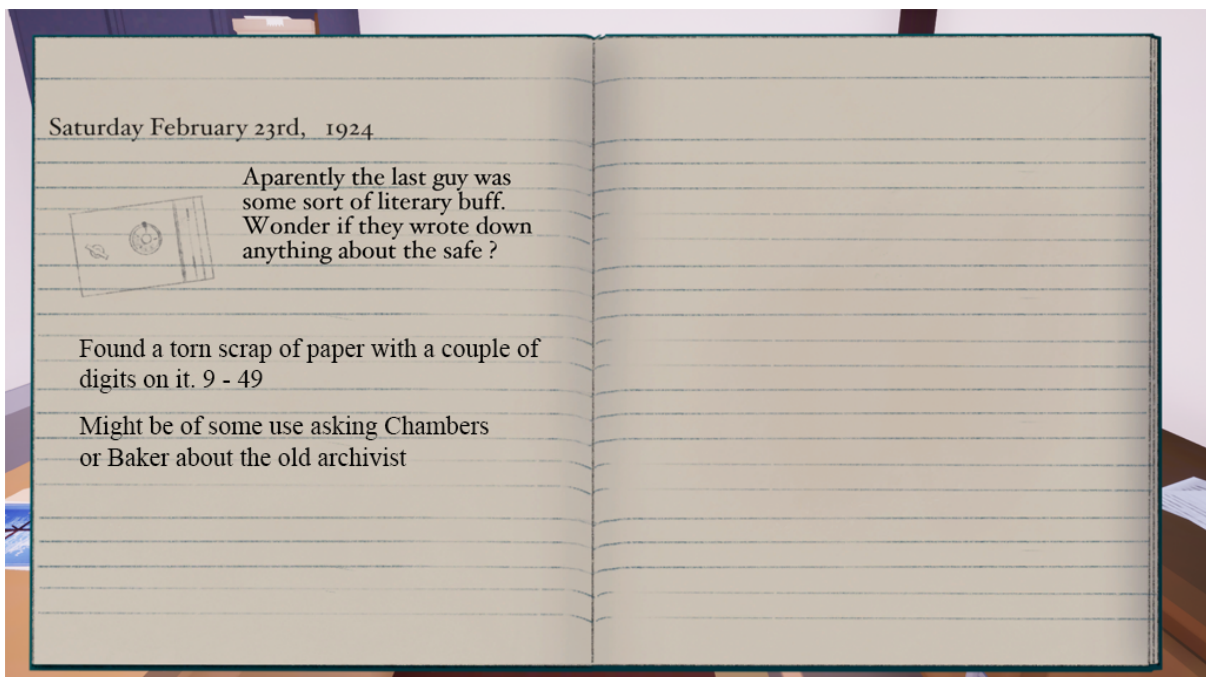 Saturday February 23rd, 1924
Aparently the last guy was
some sort of literary buff.
Wonder if they wrote down
anything about the safe ?
Found a torn scrap of paper with a couple of
digits on it. 9 - 49
Might be of some use asking Chambers
or Baker about the old archivist